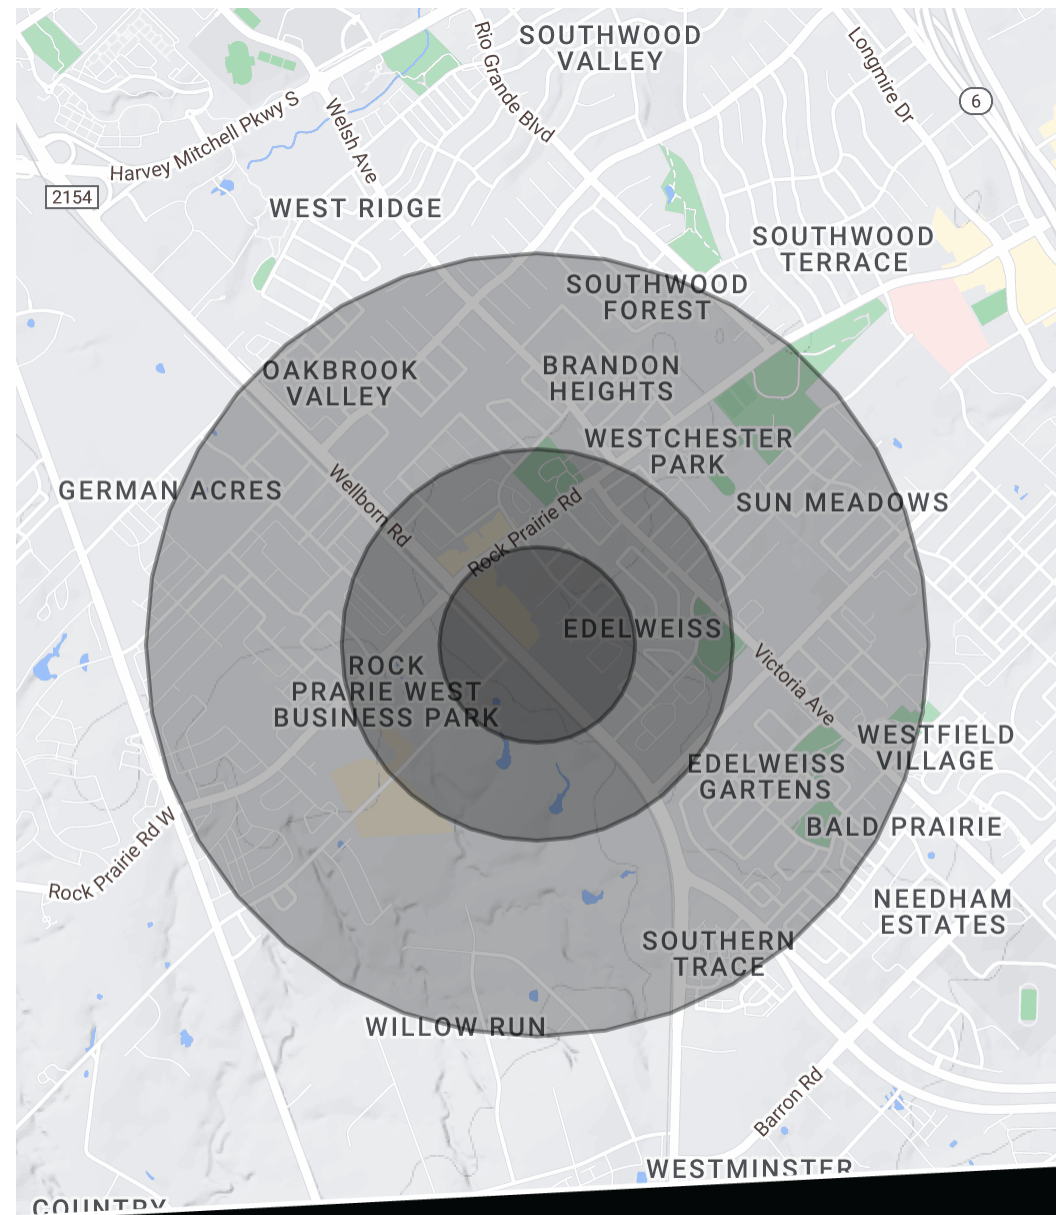 SOUTHWOOD
VALLEY
Rio Grande Blvd
Longmire Dr
6
Harvey Mitchell Pkwy S
Welsh Ave
2154
WEST RIDGE
SOUTHWOOD
TERRACE
SOUTHWOOD
FOREST
OAKBROOK
VALLEY
BRANDON
HEIGHTS
WESTCHESTER
PARK
GERMAN ACRES
SUN MEADOWS
Wellborn Rd
Rock Prairie Rd
EDELWEISS
ROCK
PRARIE WEST
BUSINESS PARK
Victoria Ave
WESTFIELD
VILLAGE
EDELWEISS
GARTENS
BALD PRAIRIE
Rock Prairie Rd W
NEEDHAM
ESTATES
SOUTHERN
TRACE
WILLOW RUN
Barron Rd
WESTMINSTER
COUNTRY